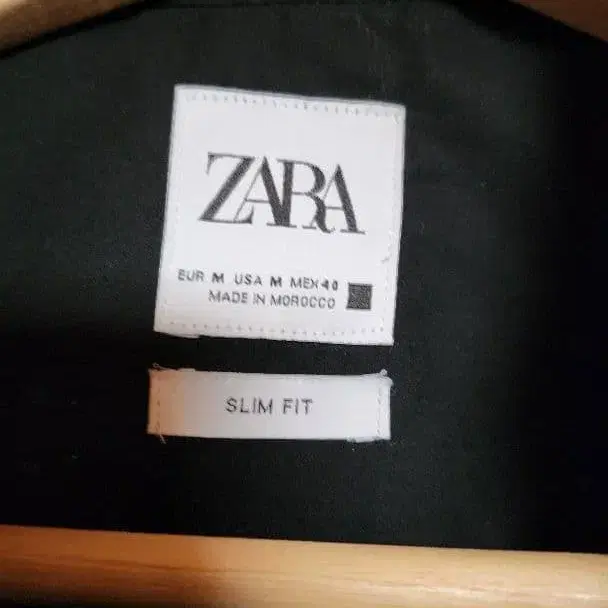 ZARA
EUR M USA M MEX 40
MADE IN MOROCCO
SLIM FIT